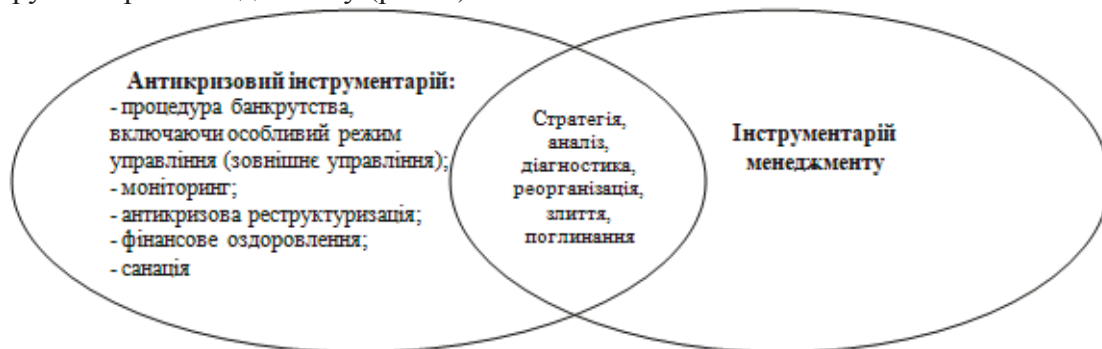 Антикризовий інструментарій:
- процедура банкрутства,
включаючи особливий режим
управління (зовнішнє управління);
- моніторинг;
- антикризова реструктуризація;
- фінансове оздоровлення;
- санація
Стратегія,
аналіз,
діагностика,
реорганізація,
злиття,
поглинання
Інструментарій
менеджменту